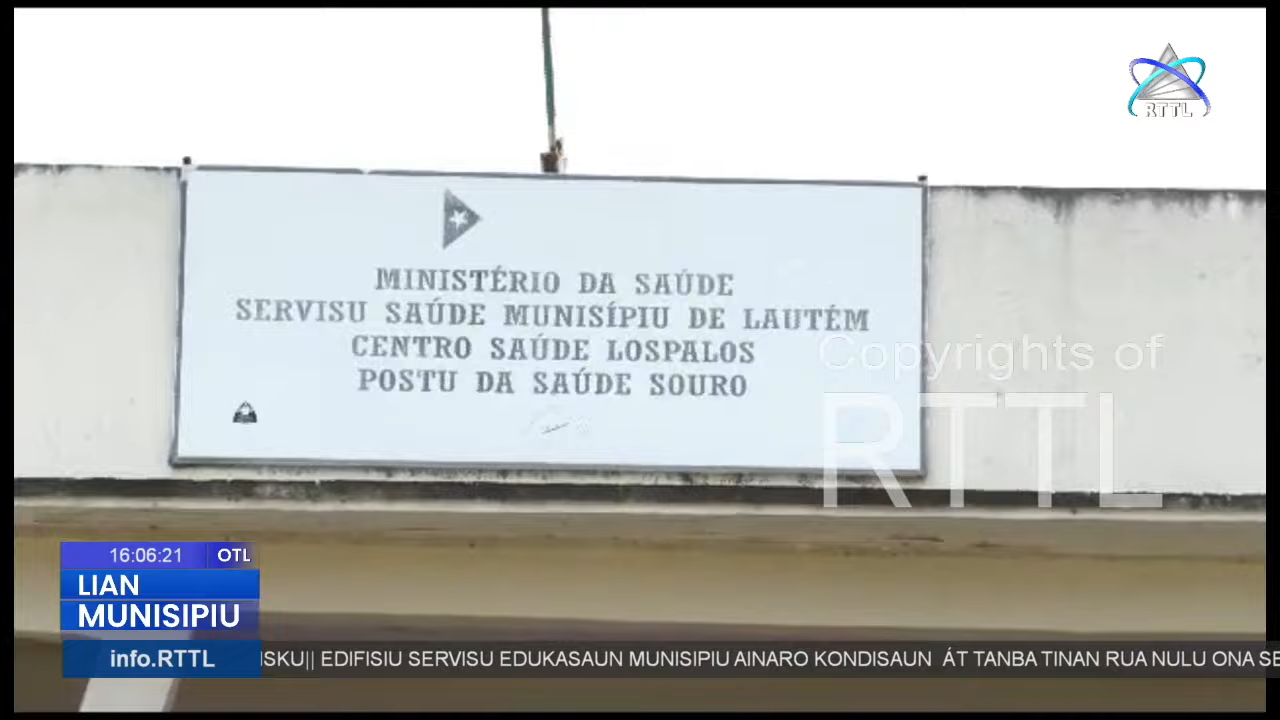 RTTL
MINISTÉRIO DA SAÚDE
SERVISU SAÚDE MUNISÍPIU DE LAUTÉM
CENTRO SAÚDE LOSPALOS
POSTU DA SAÚDE SOURO
Copyrights of
RTTL
16:06:21 OTL
LIAN
MUNISIPIU
info.RTTL ISKU|| EDIFISIU SERVISU EDUKASAUN MUNISIPIU AINARO KONDISAUN ÁT TANBA TINAN RUA NULU ONA SE